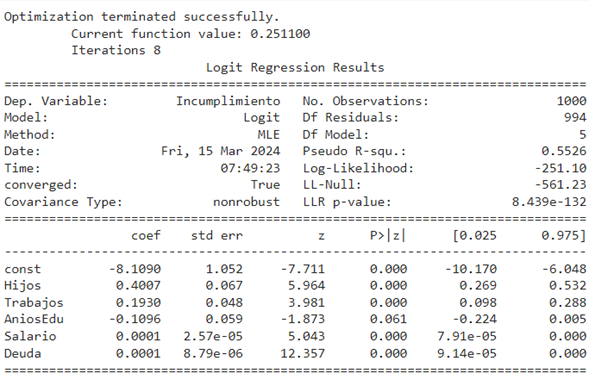 Optimization terminated successfully.
         Current function value: 0.251100
         Iterations 8
                           Logit Regression Results
==============================================================================
Dep. Variable:         Incumplimiento   No. Observations:                 1000
Model:                          Logit   Df Residuals:                      994
Method:                           MLE   Df Model:                            5
Date:                Fri, 15 Mar 2024   Pseudo R-squ.:                  0.5526
Time:                        07:49:23   Log-Likelihood:                -251.10
converged:                       True   LL-Null:                       -561.23
Covariance Type:            nonrobust   LLR p-value:                8.439e-132
==============================================================================
                 coef    std err          z      P>|z|      [0.025      0.975]
------------------------------------------------------------------------------
const         -8.1090      1.052     -7.711      0.000     -10.170      -6.048
Hijos          0.4007      0.067      5.964      0.000       0.269       0.532
Trabajos       0.1930      0.048      3.981      0.000       0.098       0.288
AniosEdu      -0.1096      0.059     -1.873      0.061      -0.224       0.005
Salario        0.0001   2.57e-05      5.043      0.000    7.91e-05       0.000
Deuda          0.0001   8.79e-06     12.357      0.000    9.14e-05       0.000
==============================================================================